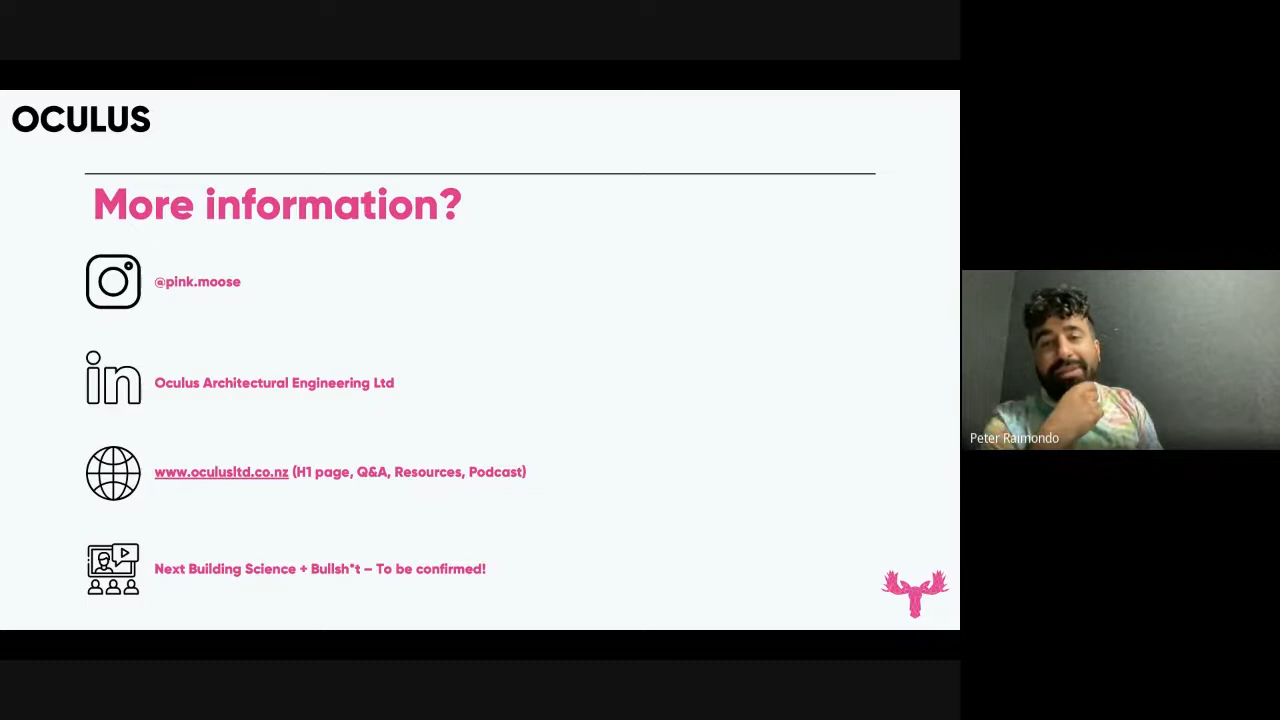 OCULUS
More information?
@pink.moose
in
Oculus Architectural Engineering Ltd
www.oculusltd.co.nz (H1 page, Q&A, Resources, Podcast)
Next Building Science + Bullsh*t – To be confirmed!
Peter Raimondo